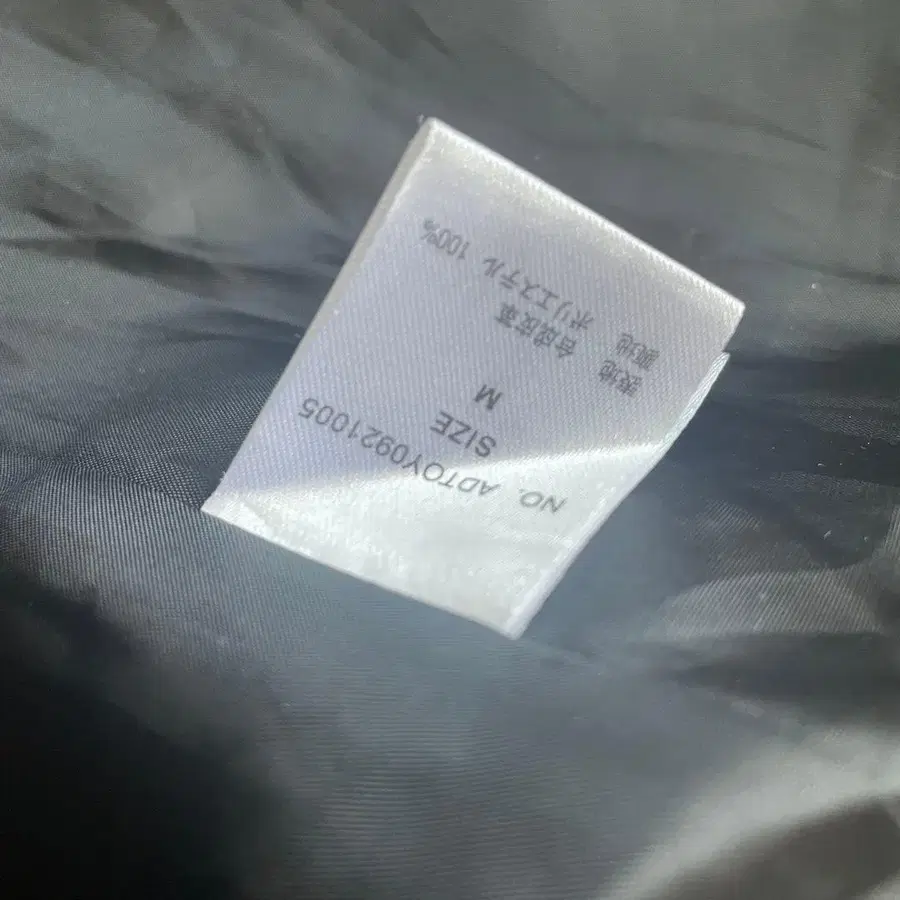 NO. ADTOY0921005
SIZE
M
表地 合成皮革
裏地 ポリエステル 100%